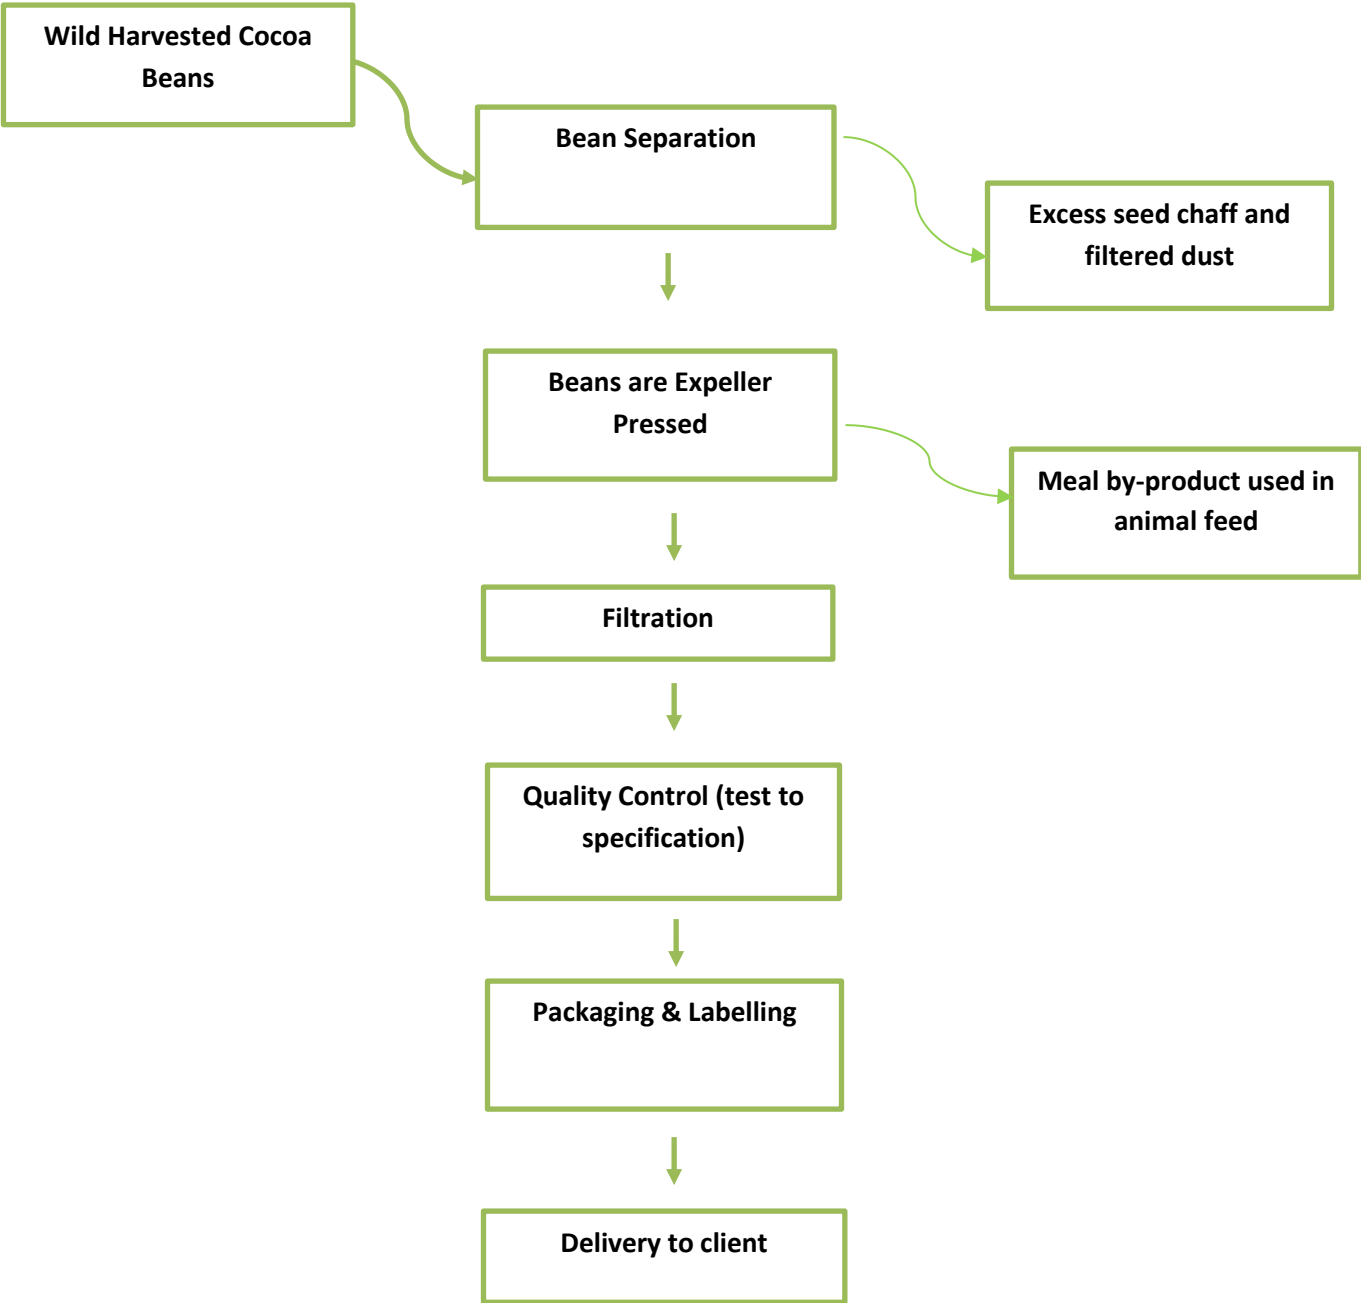 Wild Harvested Cocoa
Beans
Bean Separation
Excess seed chaff and
filtered dust
Beans are Expeller
Pressed
Meal by-product used in
animal feed
Filtration
Quality Control (test to
specification)
Packaging & Labelling
Delivery to client